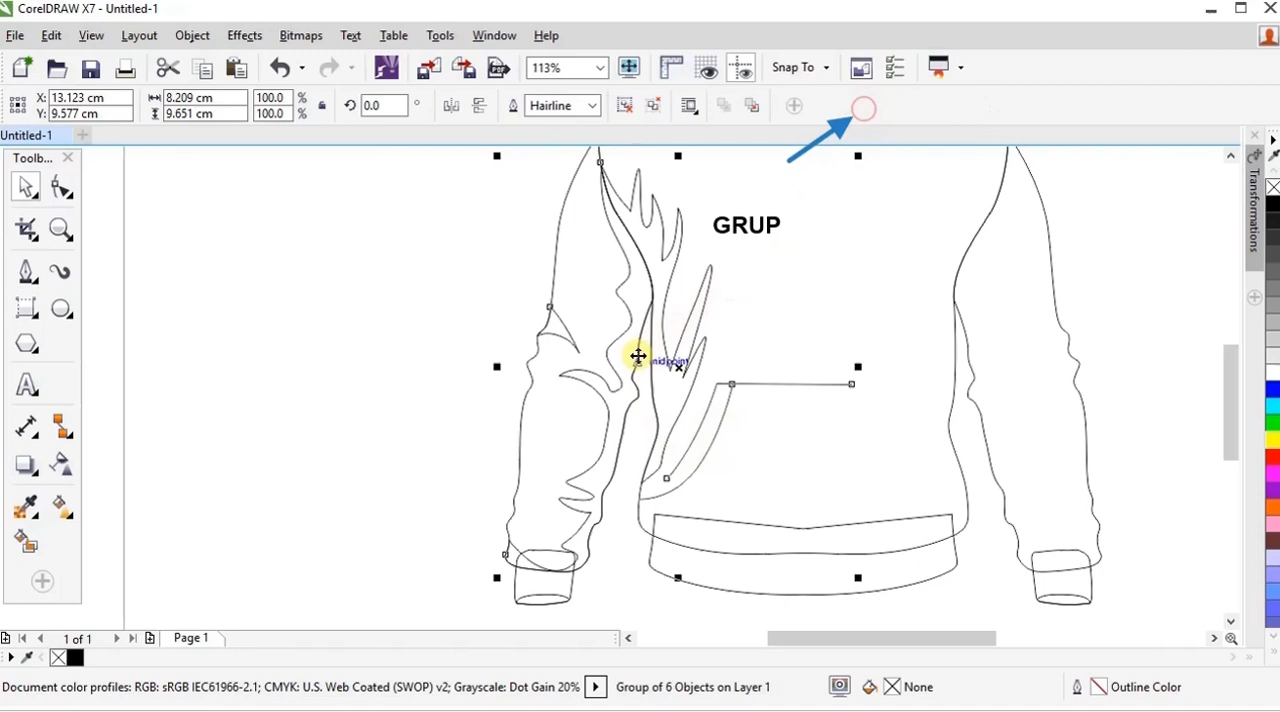 CorelDRAW X7 - Untitled-1
File Edit View Layout Object Effects Bitmaps Text Table Tools Window Help
PDF 113% Snap To
X: 13.123 cm 8.209 cm 100.0 % 0.0 ° Hairline
Y: 9.577 cm 9.651 cm 100.0 %
Untitled-1
Toolb...
Transformations
GRUP
midpoint
1 of 1 Page 1
Document color profiles: RGB: sRGB IEC61966-2.1; CMYK: U.S. Web Coated (SWOP) v2; Grayscale: Dot Gain 20% Group of 6 Objects on Layer 1 None Outline Color